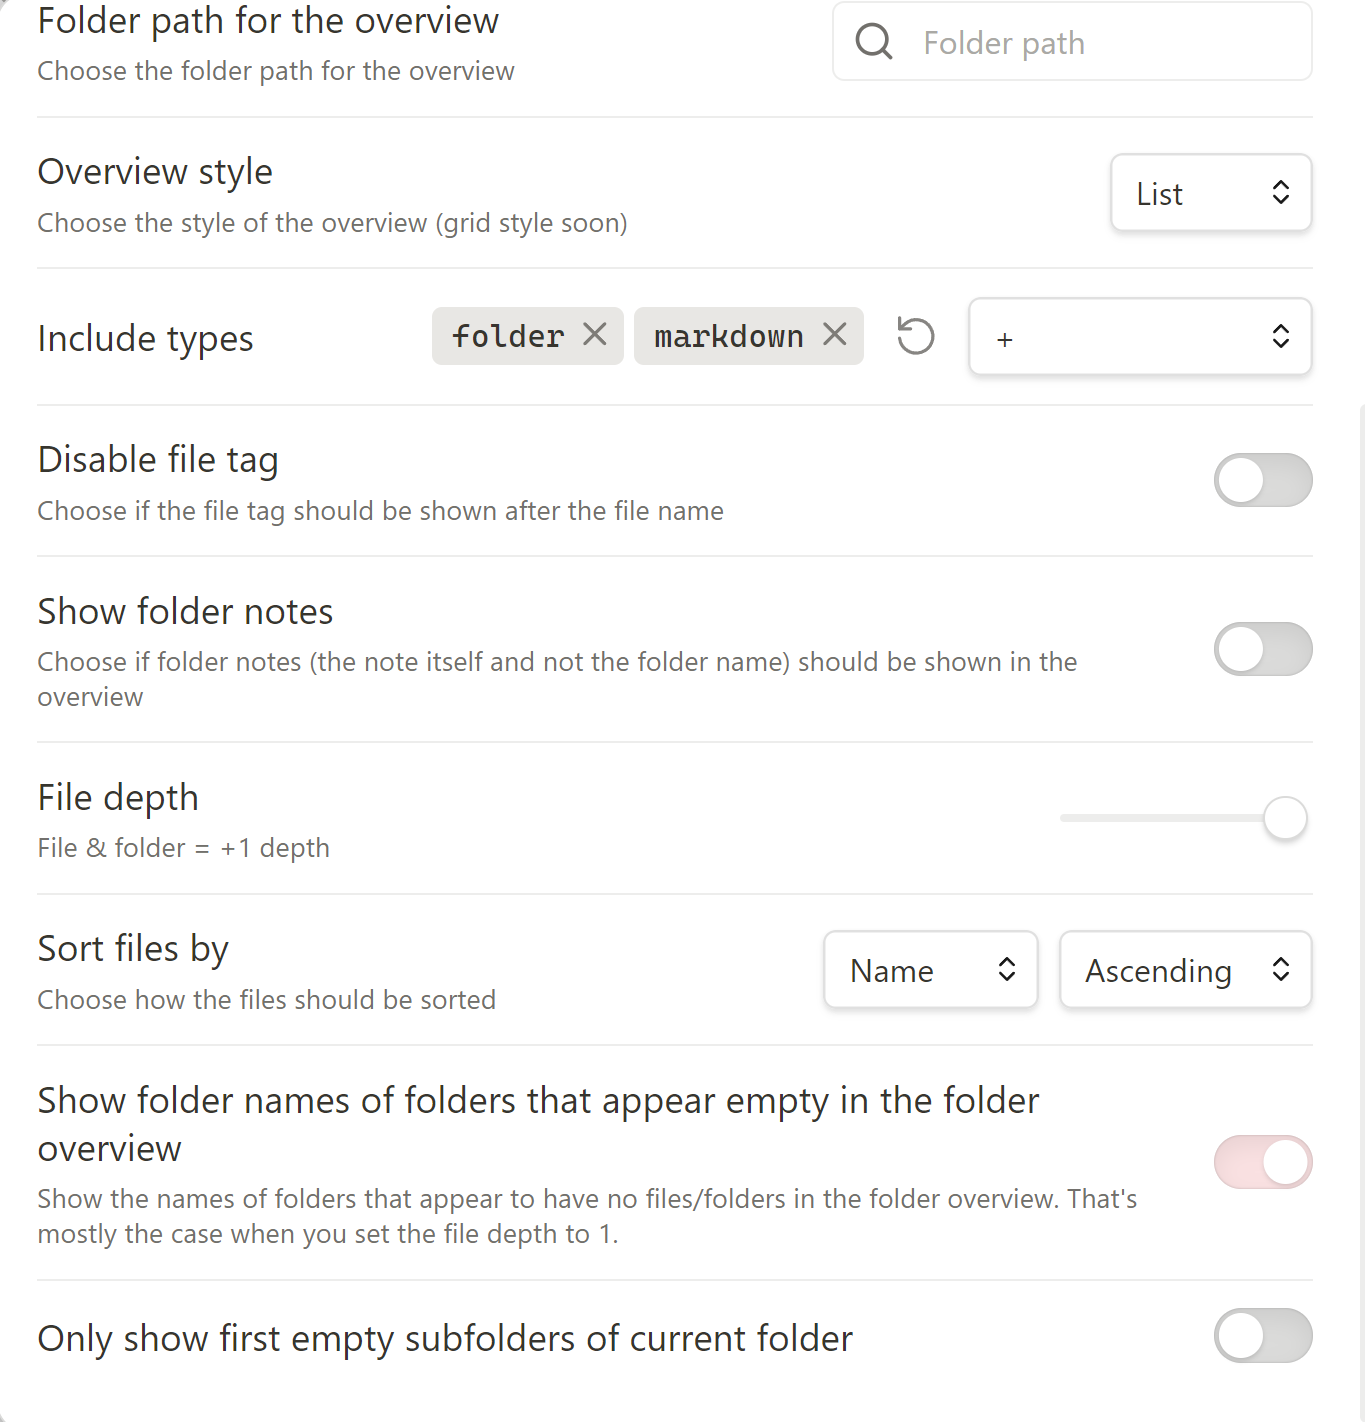 Folder path for the overview
Choose the folder path for the overview
Folder path
Overview style
Choose the style of the overview (grid style soon)
List
Include types
folder
markdown
+
Disable file tag
Choose if the file tag should be shown after the file name
Show folder notes
Choose if folder notes (the note itself and not the folder name) should be shown in the
overview
File depth
File & folder = +1 depth
Sort files by
Choose how the files should be sorted
Name
Ascending
Show folder names of folders that appear empty in the folder
overview
Show the names of folders that appear to have no files/folders in the folder overview. That's
mostly the case when you set the file depth to 1.
Only show first empty subfolders of current folder